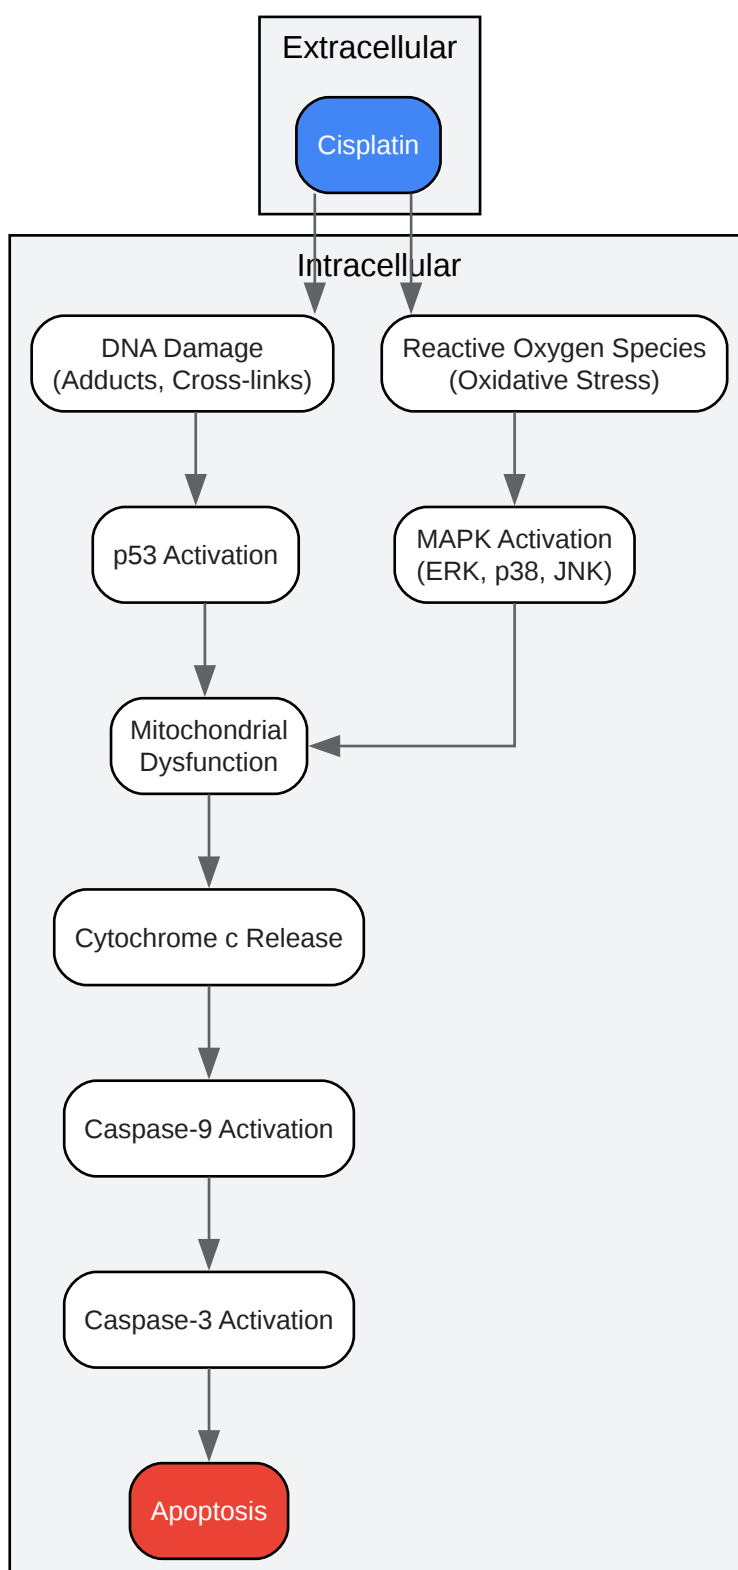 Extracellular
Cisplatin
Intracellular
DNA Damage
(Adducts, Cross-links)
Reactive Oxygen Species
(Oxidative Stress)
p53 Activation
MAPK Activation
(ERK, p38, JNK)
Mitochondrial
Dysfunction
Cytochrome c Release
Caspase-9 Activation
Caspase-3 Activation
Apoptosis